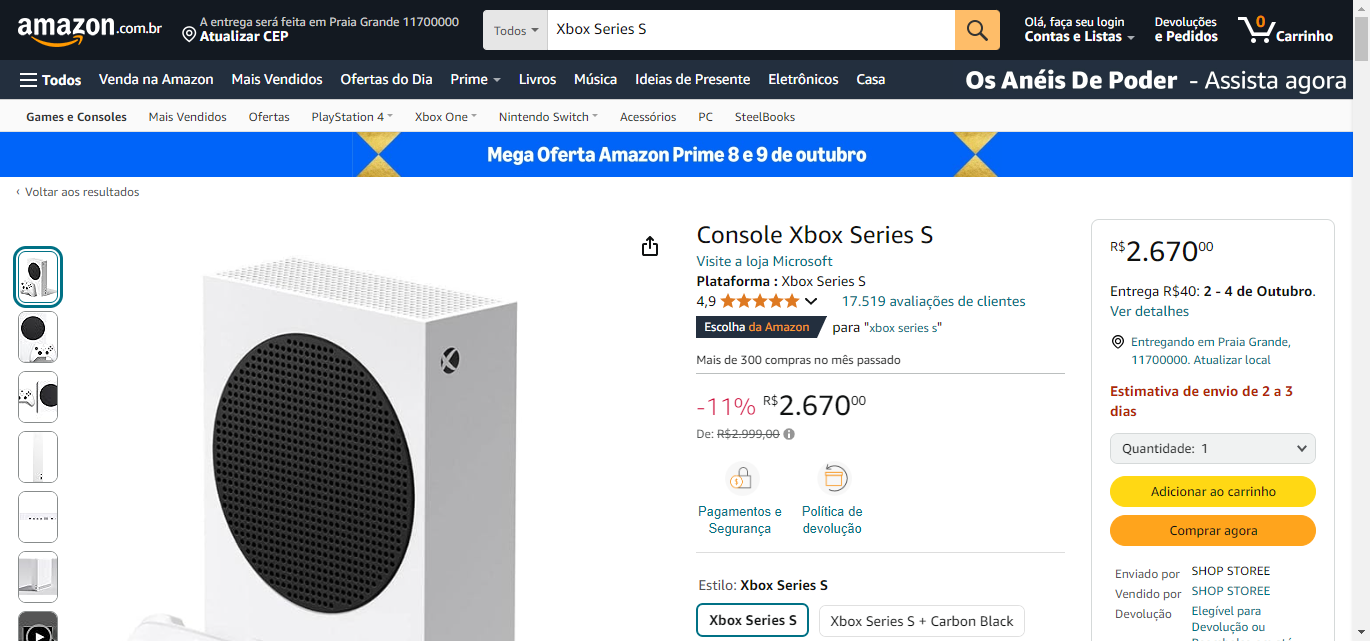 amazon.com.br
A entrega será feita em Praia Grande 11700000
Atualizar CEP
Todos
Xbox Series S
Olá, faça seu login
Contas e Listas
Devoluções
e Pedidos
0
Carrinho
Todos
Venda na Amazon
Mais Vendidos
Ofertas do Dia
Prime
Livros
Música
Ideias de Presente
Eletrônicos
Casa
Os Anéis De Poder - Assista agora
Games e Consoles
Mais Vendidos
Ofertas
PlayStation 4
Xbox One
Nintendo Switch
Acessórios
PC
SteelBooks
Mega Oferta Amazon Prime 8 e 9 de outubro
‹ Voltar aos resultados
Console Xbox Series S
Visite a loja Microsoft
Plataforma : Xbox Series S
4,9
17.519 avaliações de clientes
Escolha da Amazon
para "xbox series s"
Mais de 300 compras no mês passado
-11% R$2.67000
De: R$2.999,00
Pagamentos e
Segurança
Política de
devolução
Estilo: Xbox Series S
Xbox Series S
Xbox Series S + Carbon Black
R$2.67000
Entrega R$40: 2 - 4 de Outubro.
Ver detalhes
Entregando em Praia Grande,
11700000. Atualizar local
Estimativa de envio de 2 a 3
dias
Quantidade: 1
Adicionar ao carrinho
Comprar agora
Enviado por SHOP STOREE
Vendido por SHOP STOREE
Devolução Elegível para
Devolução ou